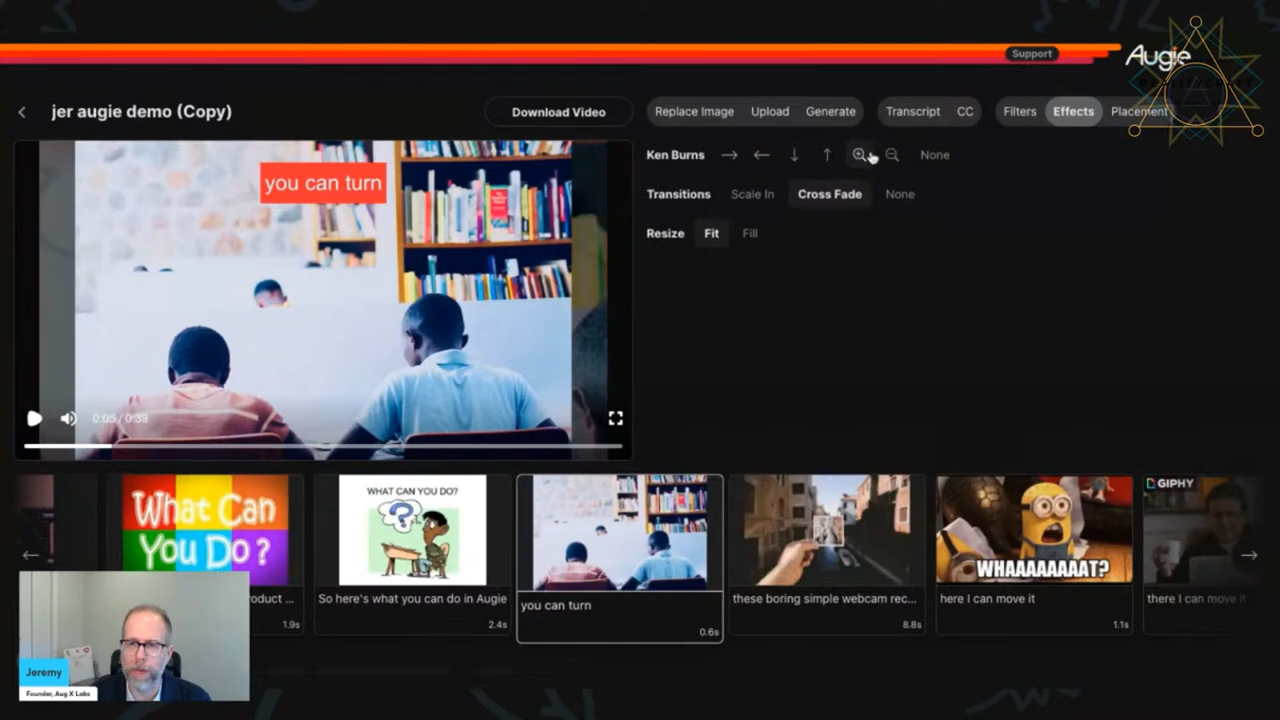 Support
Augie
jer augie demo (Copy)
Download Video
Replace Image Upload Generate
Transcript CC
Filters Effects Placement
you can turn
Ken Burns → ← ↓ ↑ None
Transitions Scale In Cross Fade None
Resize Fit Fill
0:05 / 0:39
What Can
You Do?
WHAT CAN YOU DO?
WHAAAAAAAT?
GIPHY
roduct ...
1.9s
So here's what you can do in Augie
2.4s
you can turn
0.6s
these boring simple webcam rec...
8.8s
here I can move it
1.1s
there I can move it
Jeremy
Founder, Aug X Labs